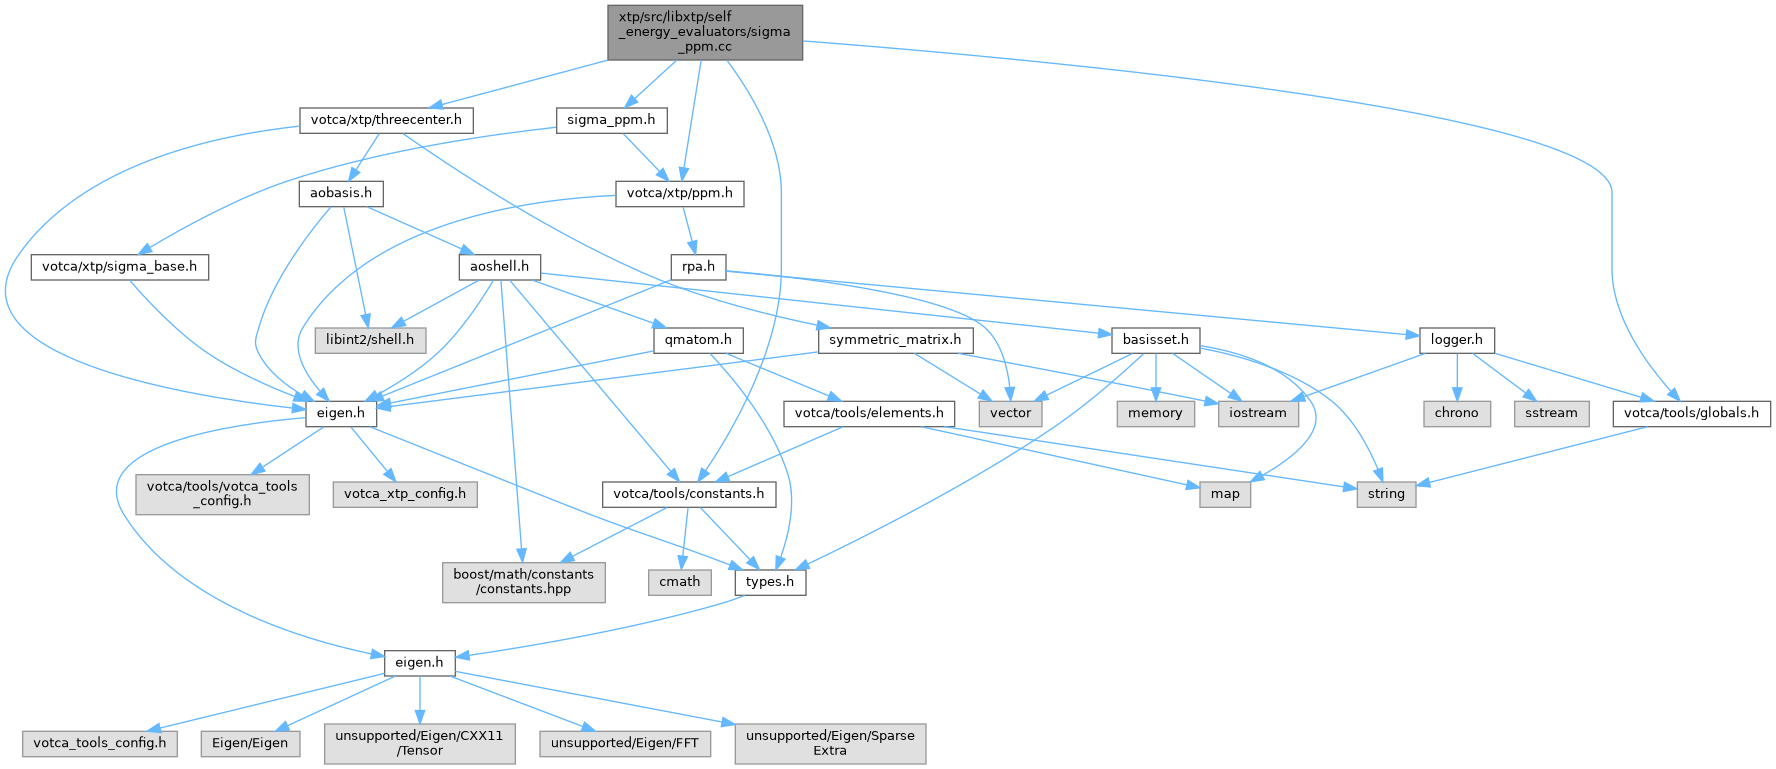 xtp/src/libxtp/self
_energy_evaluators/sigma
_ppm.cc
votca/xtp/threecenter.h
sigma_ppm.h
aobasis.h
votca/xtp/ppm.h
votca/xtp/sigma_base.h
aoshell.h
rpa.h
libint2/shell.h
qmatom.h
symmetric_matrix.h
basisset.h
logger.h
eigen.h
votca/tools/elements.h
vector
memory
iostream
chrono
sstream
votca/tools/globals.h
votca/tools/votca_tools
_config.h
votca_xtp_config.h
votca/tools/constants.h
map
string
boost/math/constants
/constants.hpp
cmath
types.h
eigen.h
votca_tools_config.h
Eigen/Eigen
unsupported/Eigen/CXX11
/Tensor
unsupported/Eigen/FFT
unsupported/Eigen/Sparse
Extra